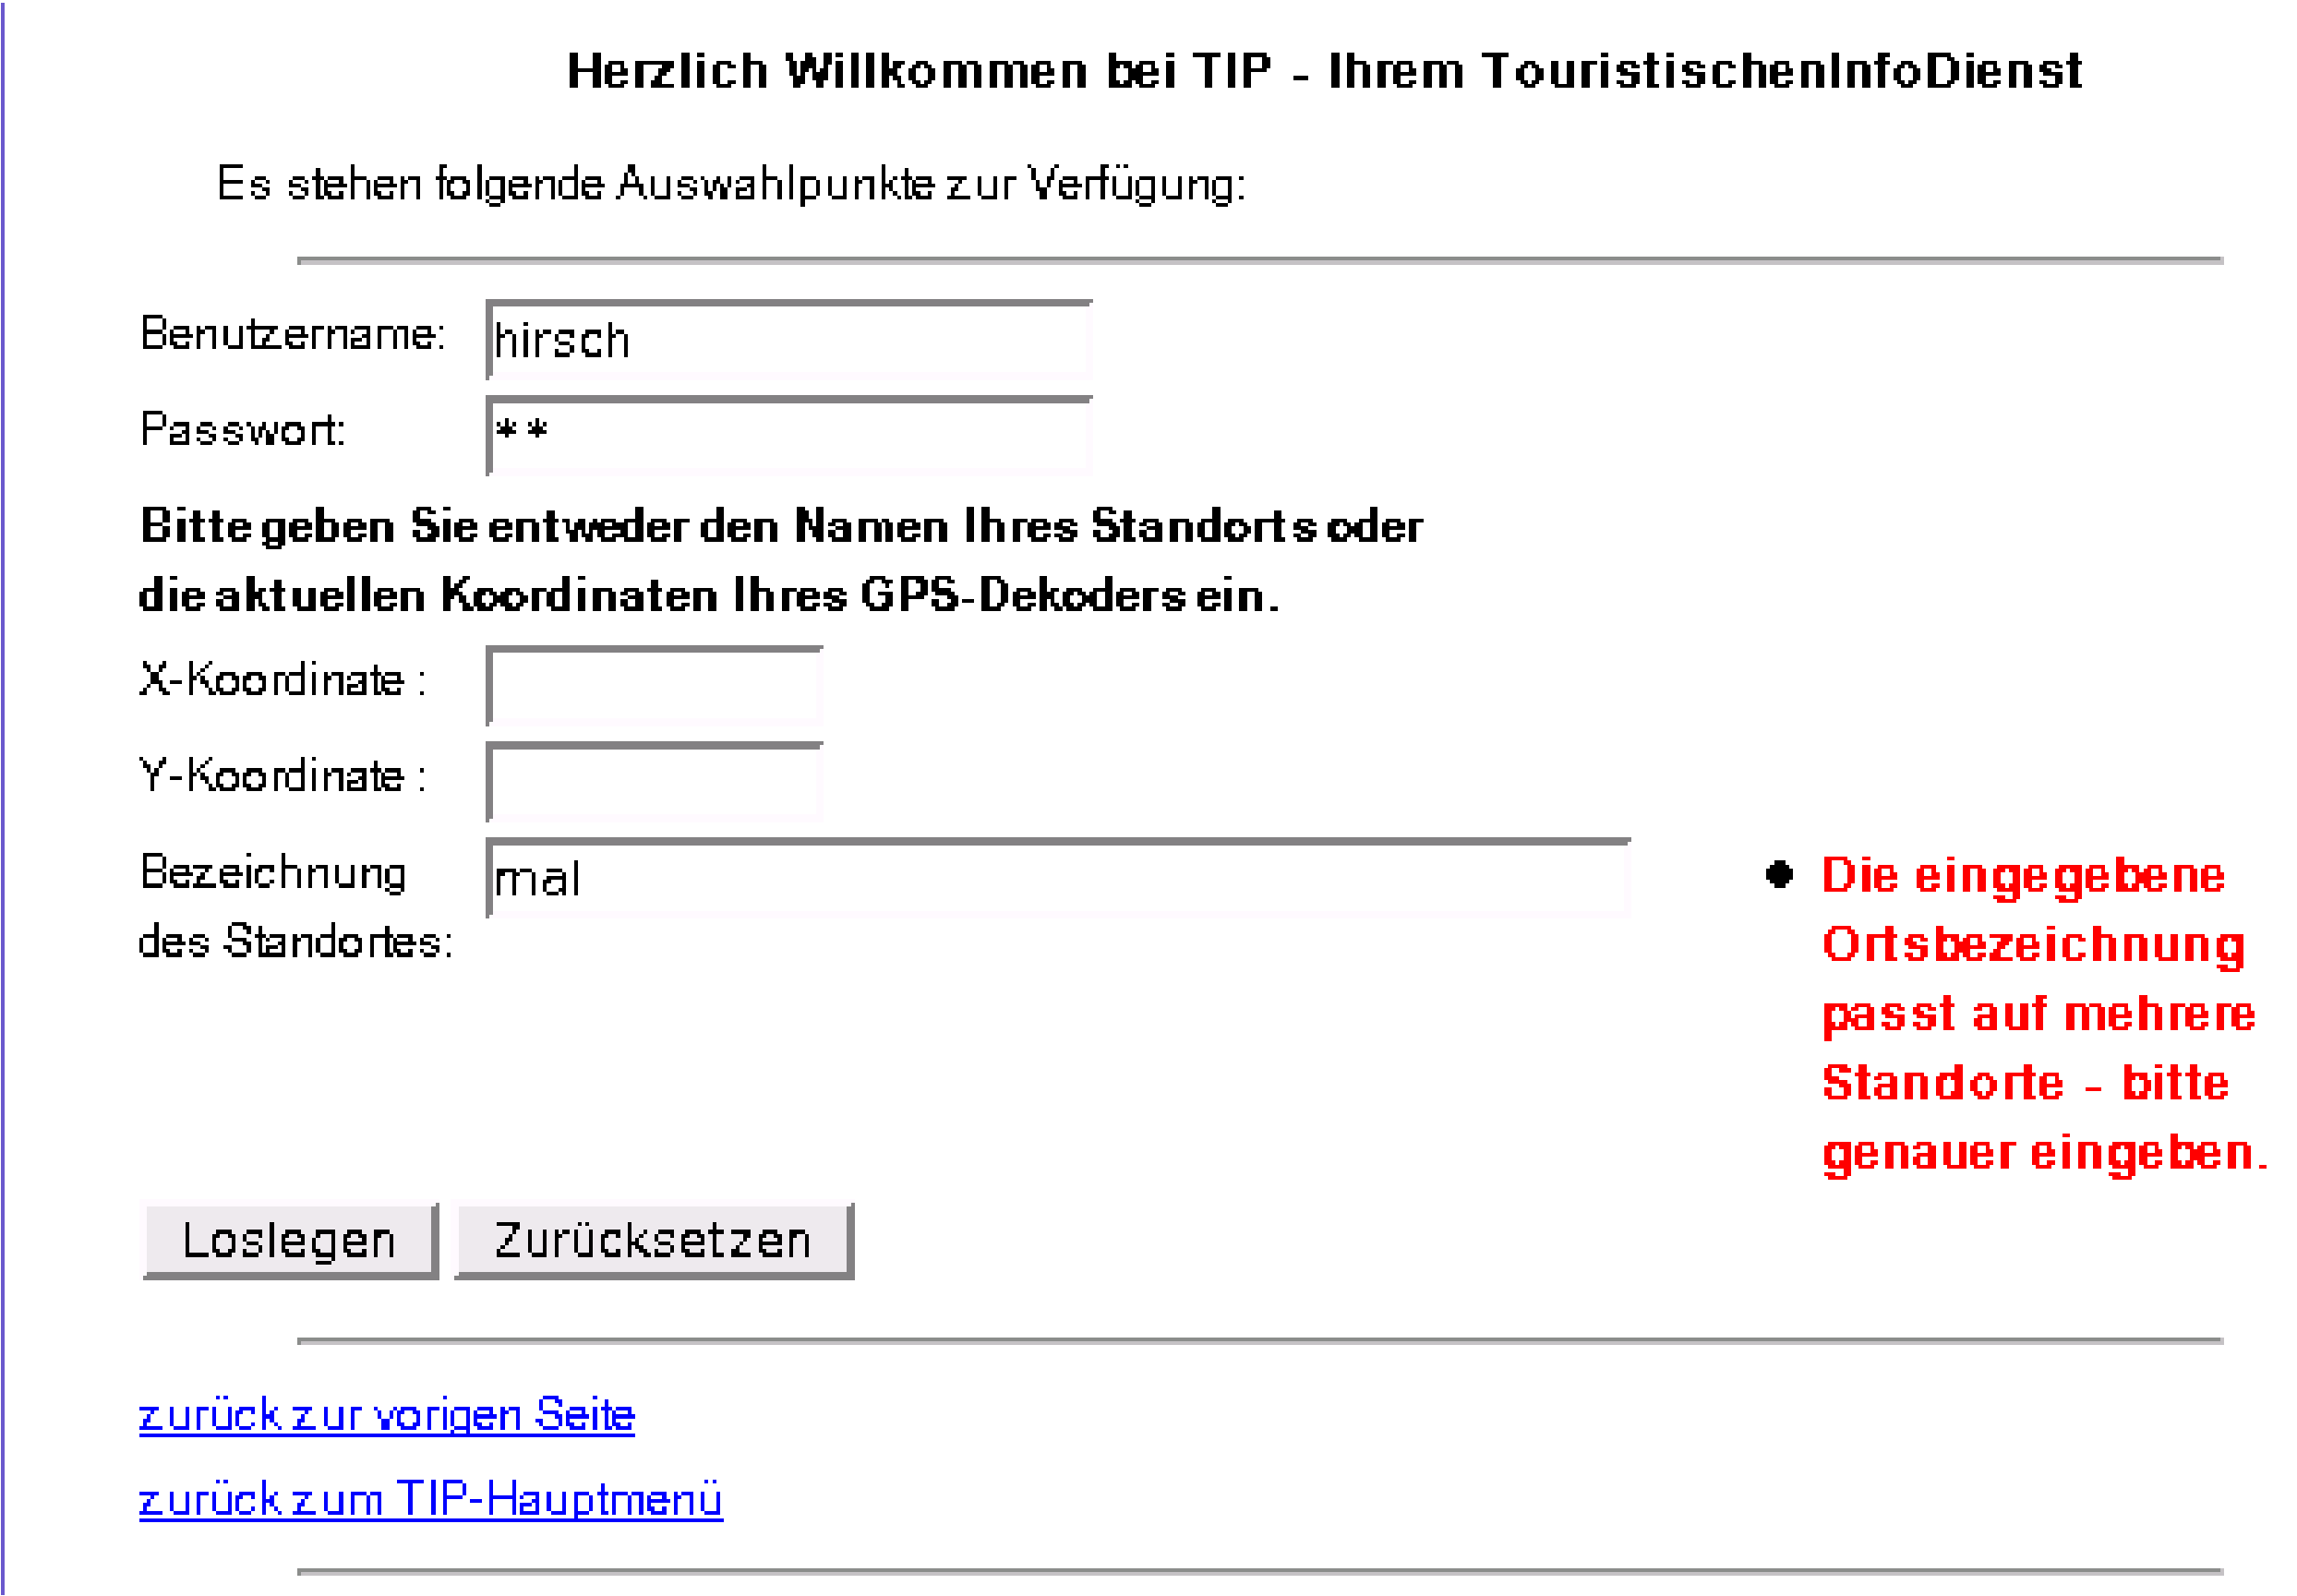 Herzlich Willkommen bei TIP - Ihrem TouristischenInfoDienst
Es stehen folgende Auswahlpunkte zur Verfügung:
Benutzername: hirsch
Passwort: **
Bitte geben Sie entweder den Namen Ihres Standorts oder
die aktuellen Koordinaten Ihres GPS-Dekoders ein.
X-Koordinate :
Y-Koordinate :
Bezeichnung
des Standortes:
mal
• Die eingegebene
Ortsbezeichnung
passt auf mehrere
Standorte - bitte
genauer eingeben.
Loslegen Zurücksetzen
zurück zur vorigen Seite
zurück zum TIP-Hauptmenü